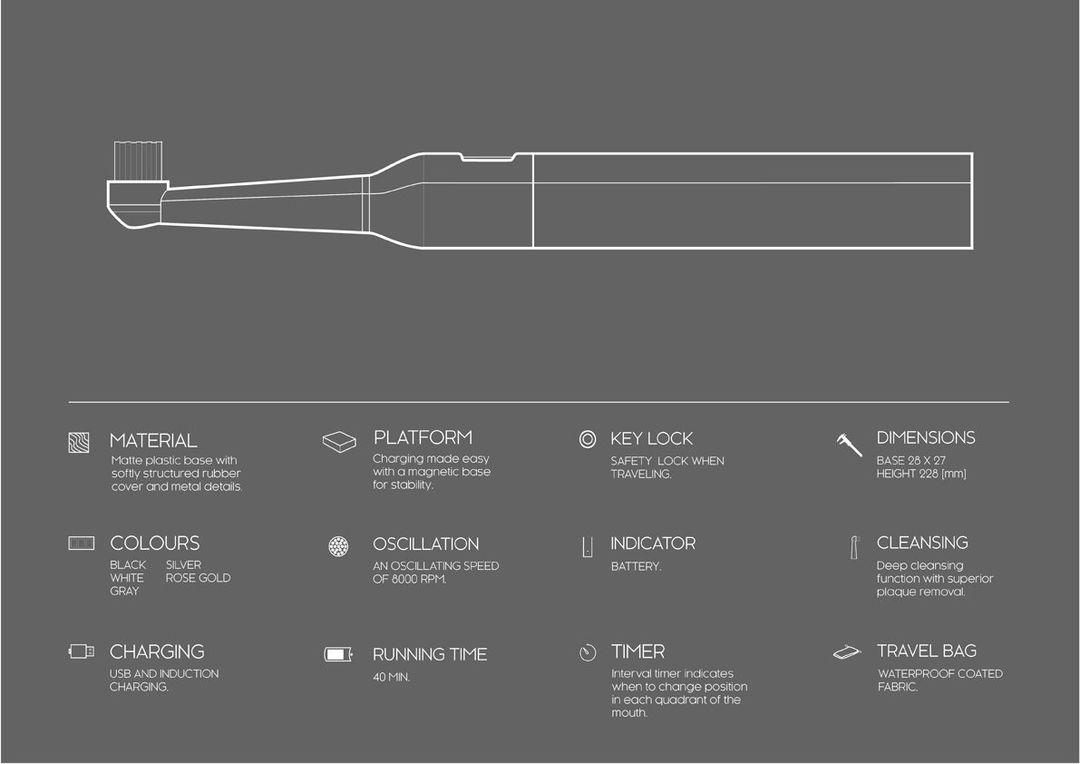 MATERIAL
Matte plastic base with
softly structured rubber
cover and metal details.
PLATFORM
Charging made easy
with a magnetic base
for stability.
KEY LOCK
SAFETY LOCK WHEN
TRAVELING.
DIMENSIONS
BASE 28 X 27
HEIGHT 228 [mm]
COLOURS
BLACK SILVER
WHITE ROSE GOLD
GRAY
OSCILLATION
AN OSCILLATING SPEED
OF 8000 RPM.
INDICATOR
BATTERY.
CLEANSING
Deep cleansing
function with superior
plaque removal.
CHARGING
USB AND INDUCTION
CHARGING.
RUNNING TIME
40 MIN.
TIMER
Interval timer indicates
when to change position
in each quadrant of the
mouth.
TRAVEL BAG
WATERPROOF COATED
FABRIC.